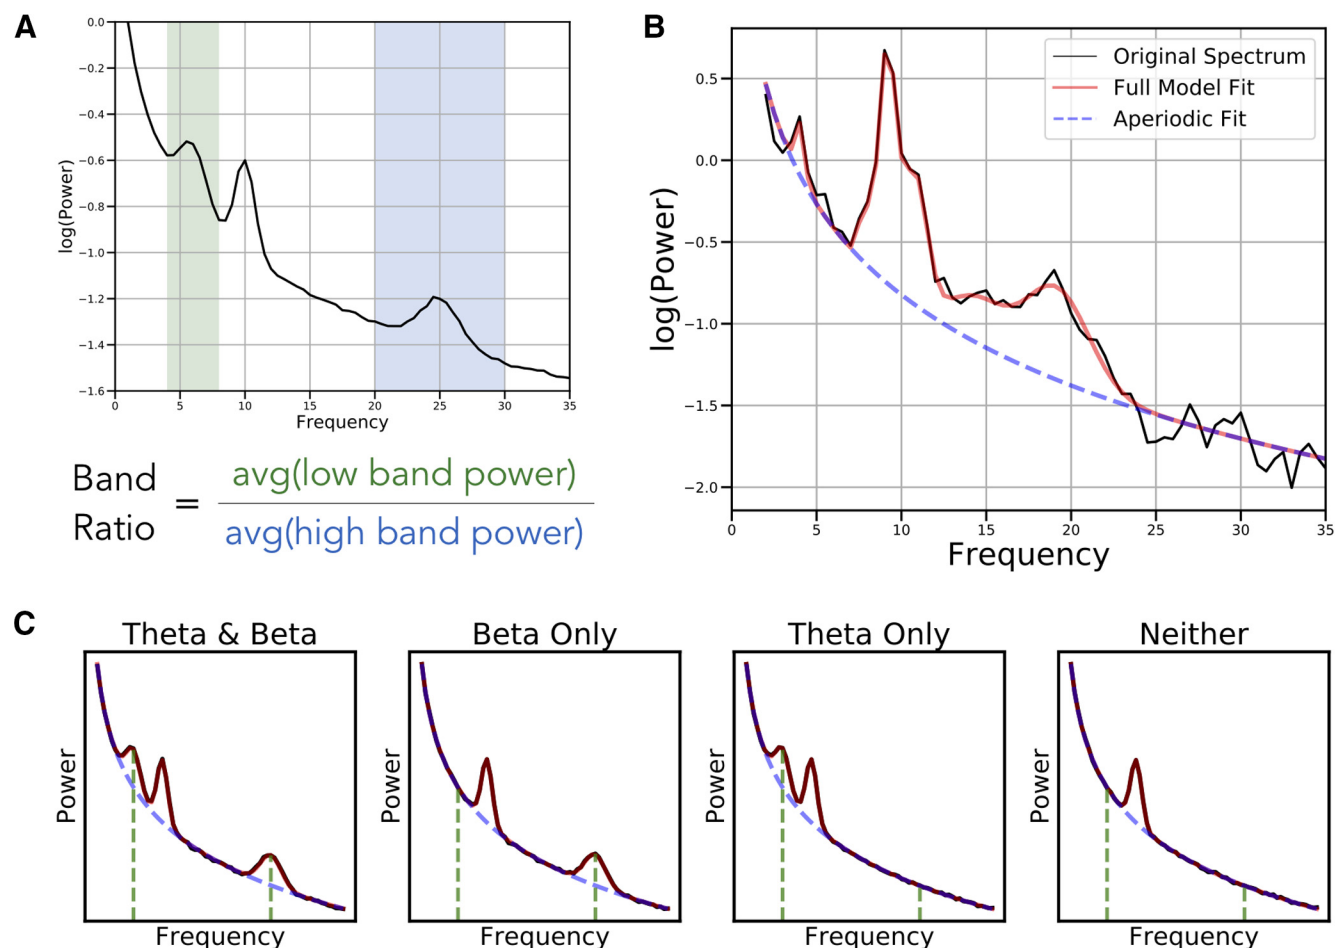 A
0.0
−0.2
−0.4
−0.6
−0.8
−1.0
−1.2
−1.4
−1.6
log(Power)
0 5 10 15 20 25 30 35
Frequency
Band Ratio = avg(low band power)
avg(high band power)
B
Original Spectrum
Full Model Fit
Aperiodic Fit
0.5
0.0
−0.5
−1.0
−1.5
−2.0
log(Power)
0 5 10 15 20 25 30 35
Frequency
C
Theta & Beta
Power
Frequency
Beta Only
Power
Frequency
Theta Only
Power
Frequency
Neither
Power
Frequency